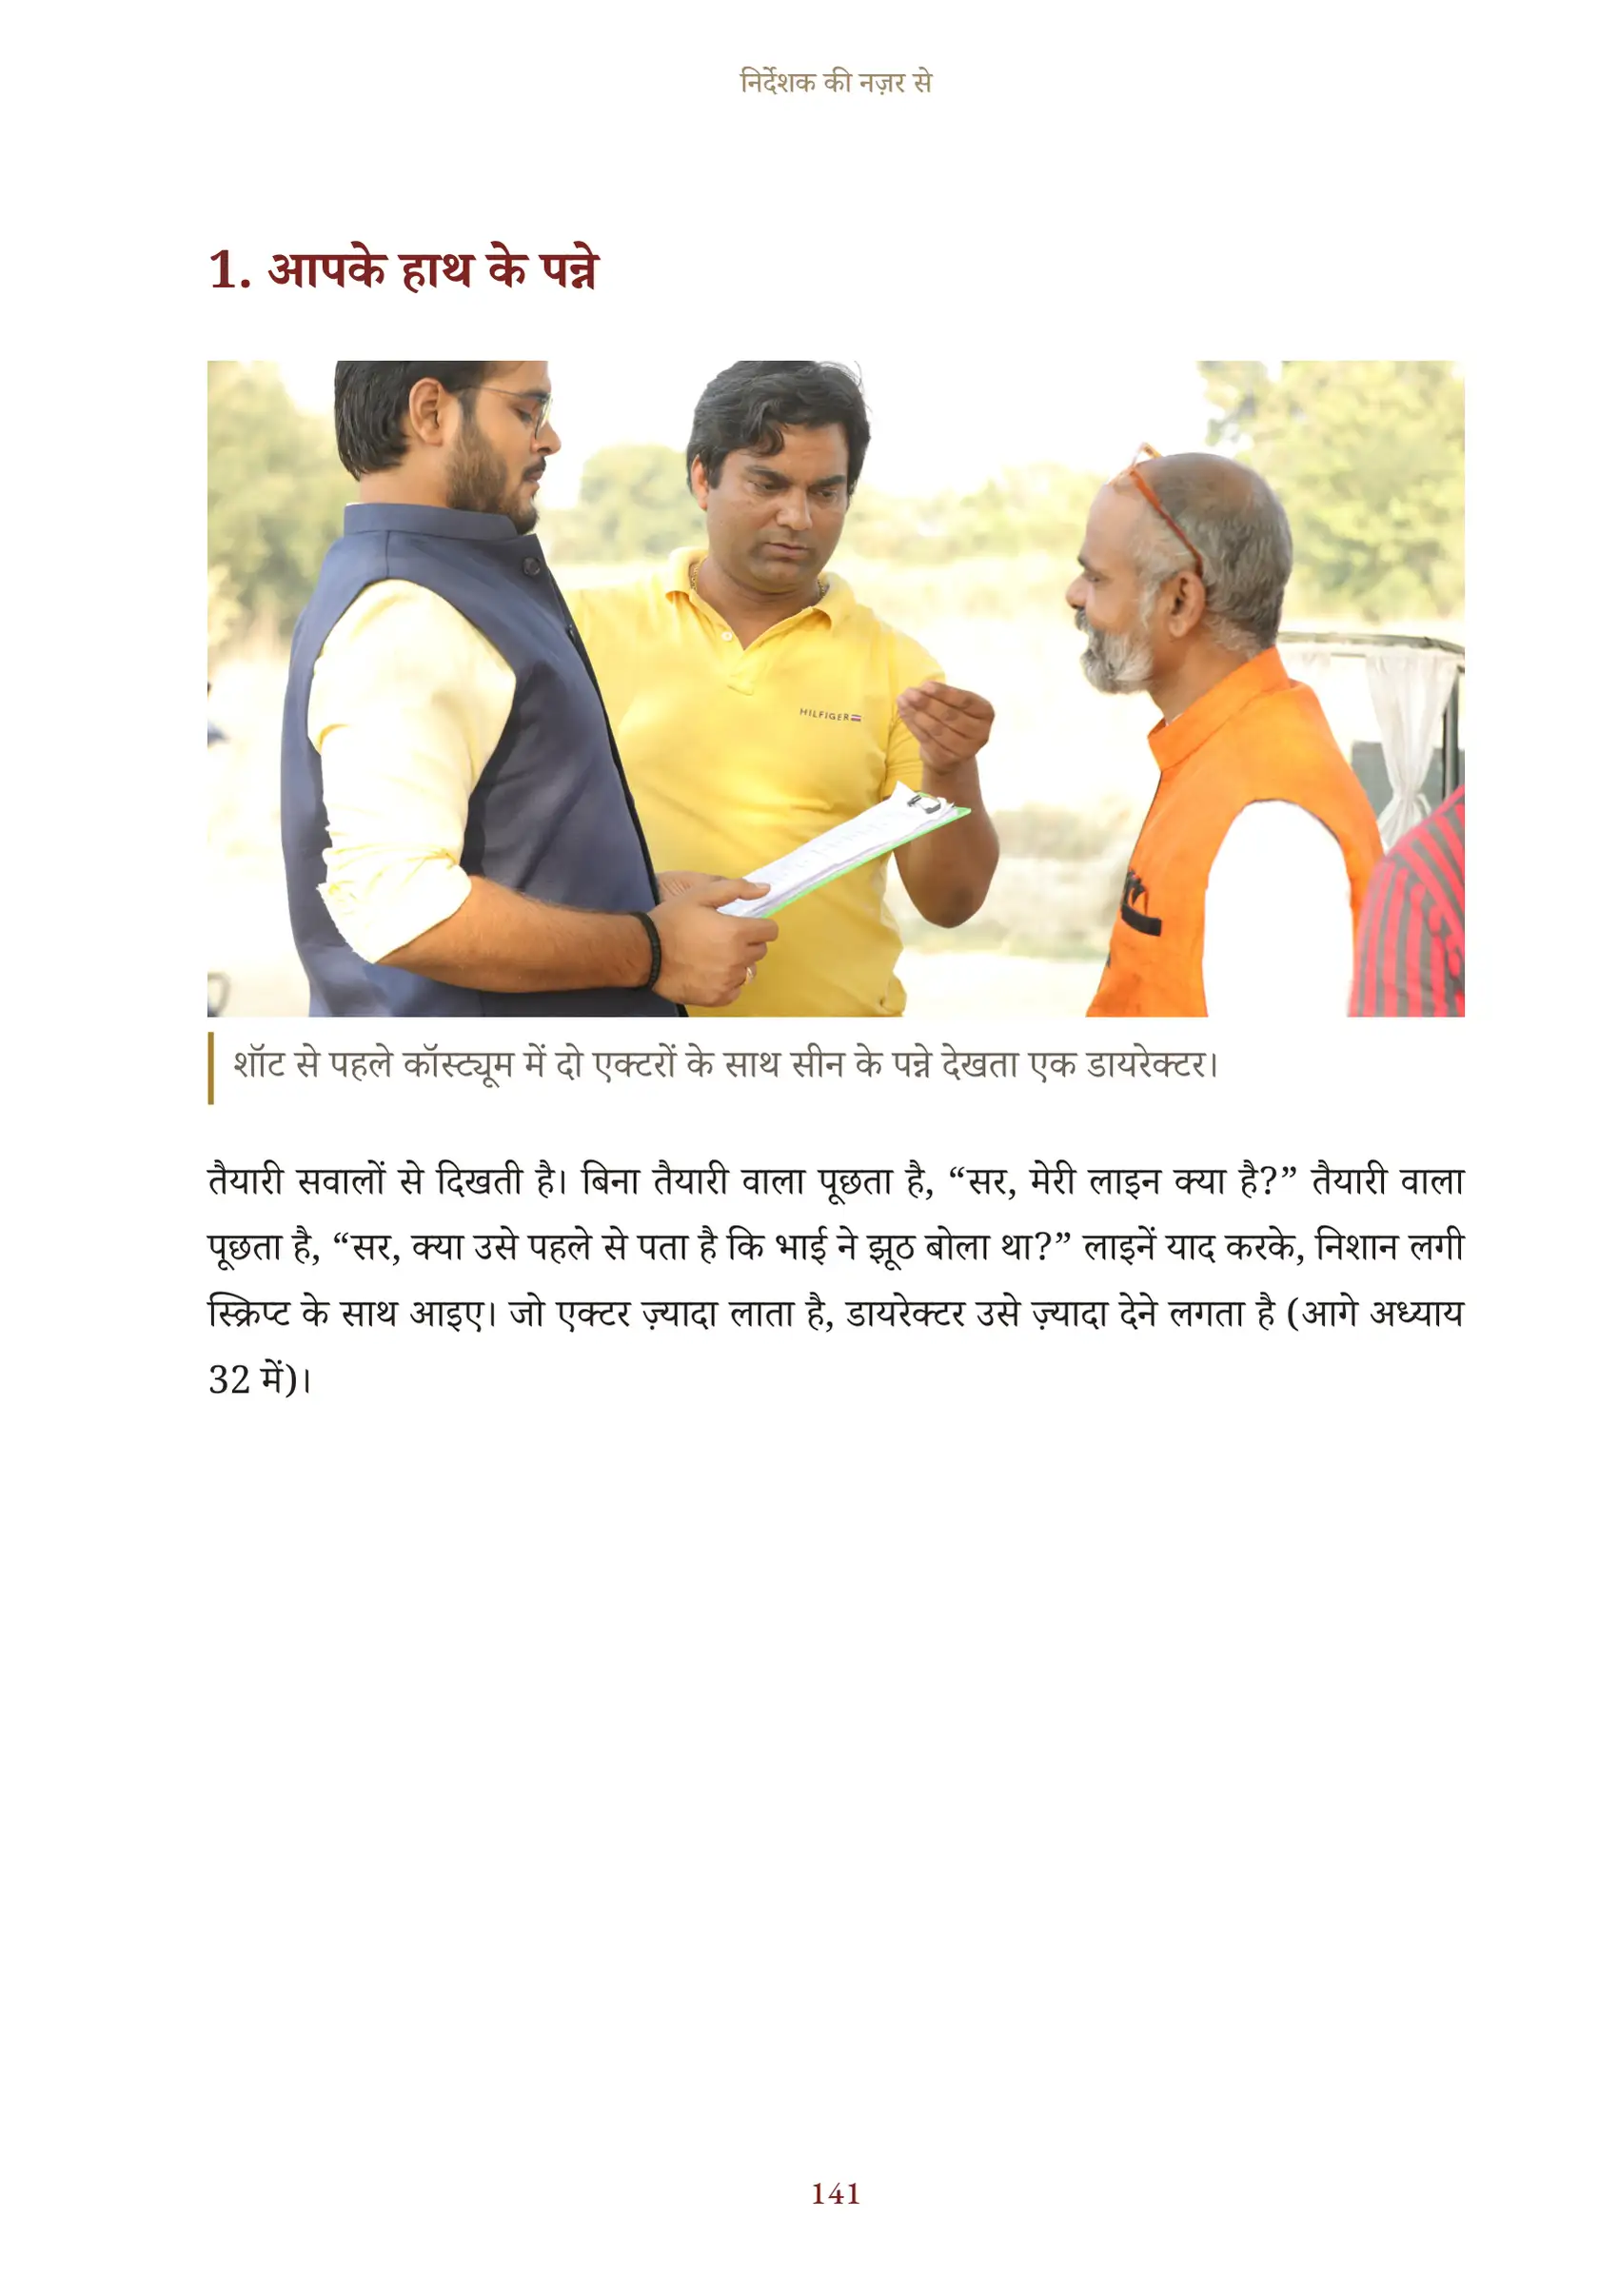 निर्देशक की नज़र से
1. आपके हाथ के पन्ने
HILFIGER
शॉट से पहले कॉस्ट्यूम में दो एक्टरों के साथ सीन के पन्ने देखता एक डायरेक्टर।
तैयारी सवालों से दिखती है। बिना तैयारी वाला पूछता है, “सर, मेरी लाइन क्या है?” तैयारी वाला
पूछता है, “सर, क्या उसे पहले से पता है कि भाई ने झूठ बोला था?” लाइनें याद करके, निशान लगी
स्क्रिप्ट के साथ आइए। जो एक्टर ज़्यादा लाता है, डायरेक्टर उसे ज़्यादा देने लगता है (आगे अध्याय
32 में)।
141